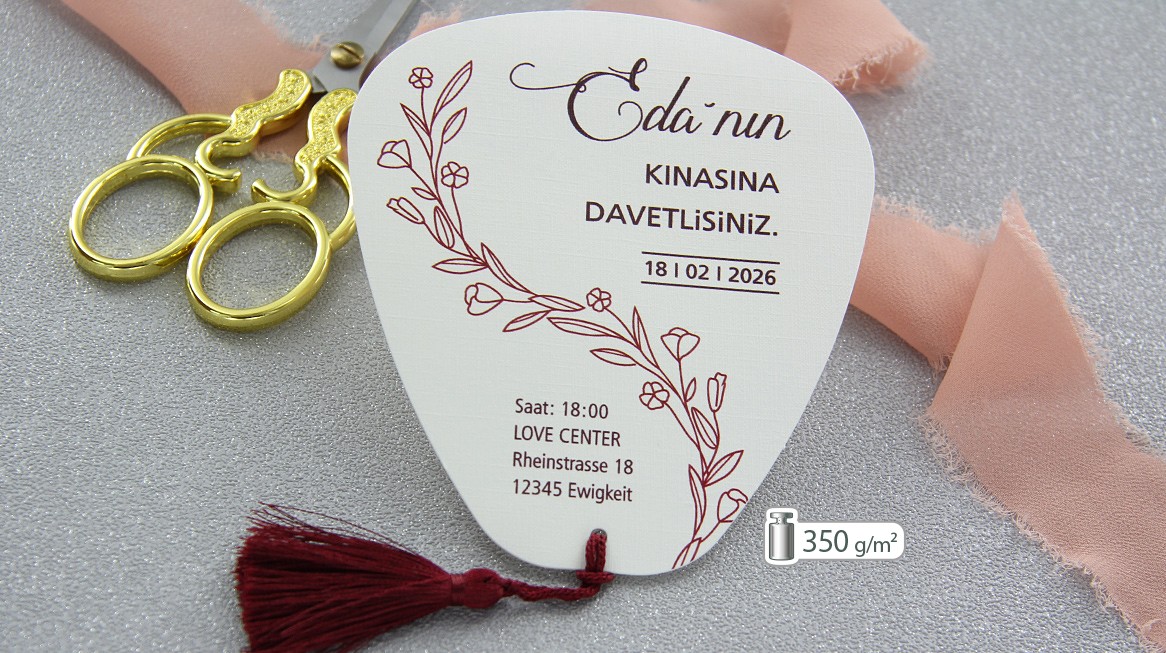 Eda'nın
KINASINA
DAVETLiSiNiZ.
18 | 02 | 2026
Saat: 18:00
LOVE CENTER
Rheinstrasse 18
12345 Ewigkeit
350 g/m²